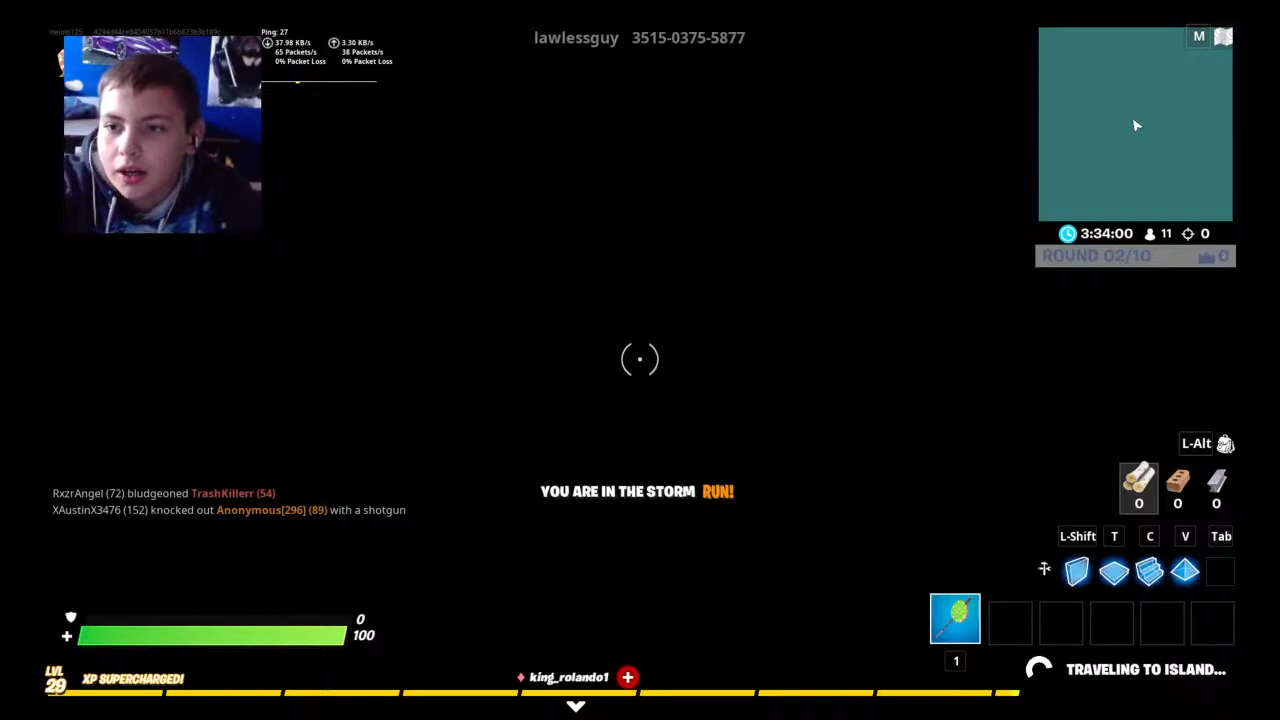 Ping: 27
37.98 KB/s 3.30 KB/s
65 Packets/s 38 Packets/s
0% Packet Loss 0% Packet Loss
lawlessguy 3515-0375-5877
M
3:34:00 11 0
ROUND 02/10 0
L-Alt
0 0 0
RxzrAngel (72) bludgeoned TrashKillerr (54)
XAustinX3476 (152) knocked out Anonymous[296] (89) with a shotgun
YOU ARE IN THE STORM RUN!
L-Shift T C V Tab
0
100
1
LVL
29 XP SUPERCHARGED!
king_rolando1
TRAVELING TO ISLAND...